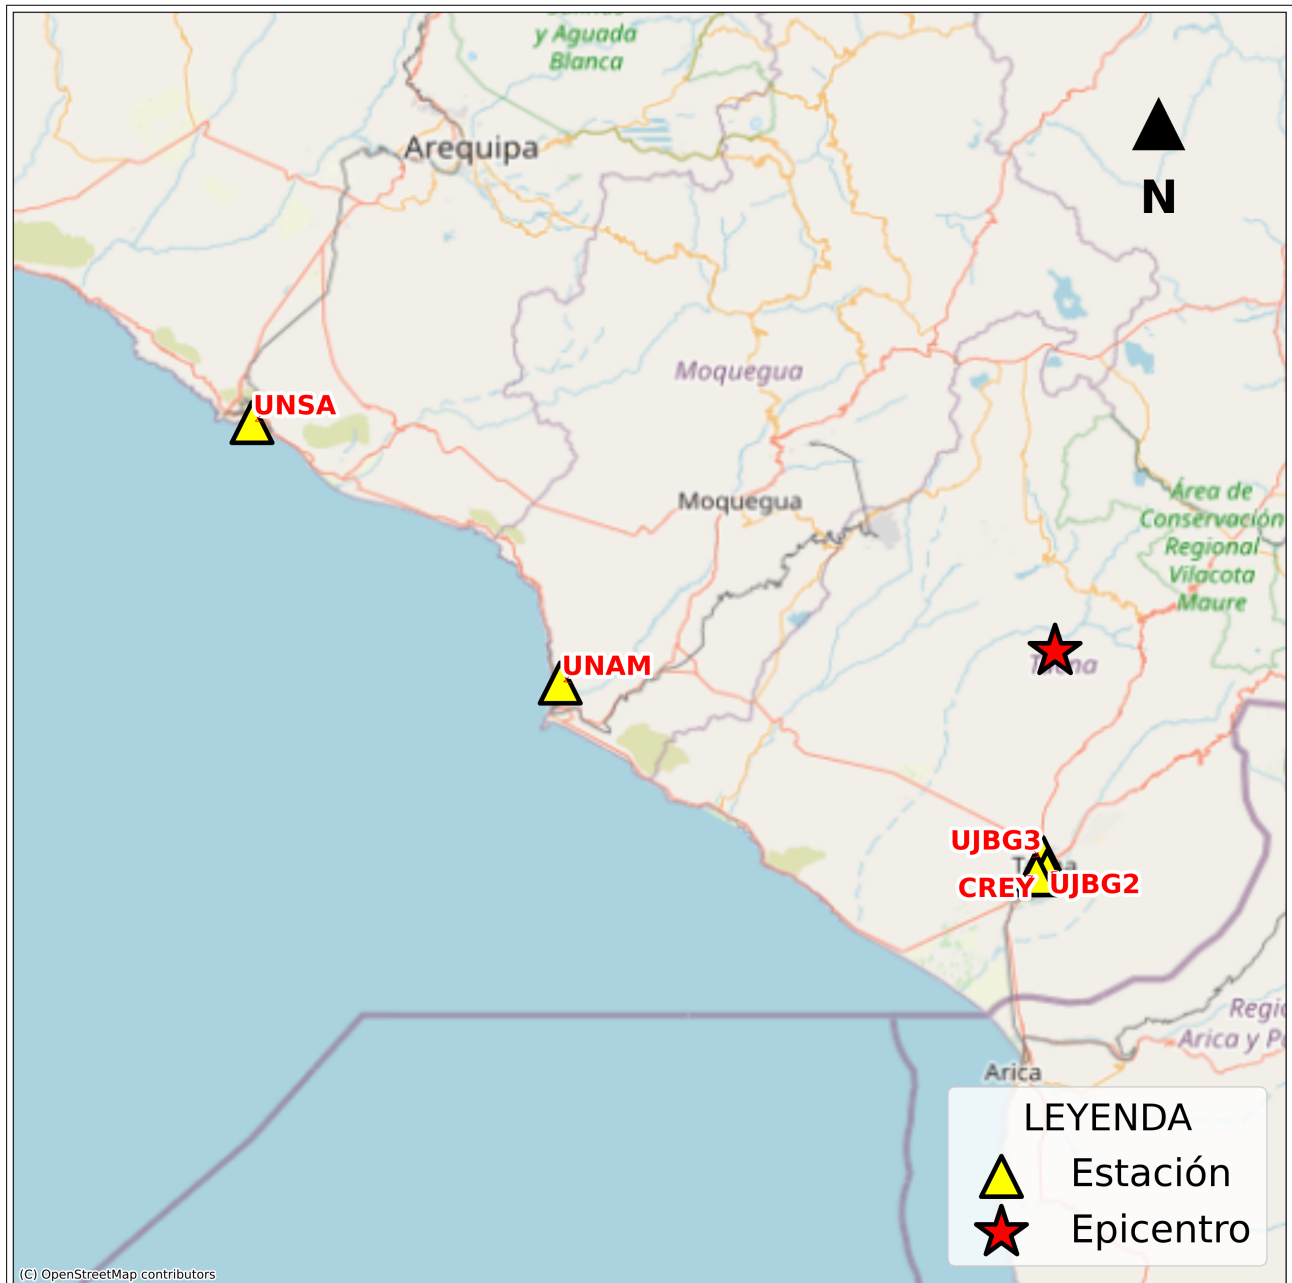 y Aguada
Blanca
Arequipa
N
Moquegua
UNSA
Moquegua
Área de
Conservación
Regional
Vilacota
Maure
UNAM
UJBG3
CREY
UJBG2
Arica y
Arica
LEYENDA
Estación
Epicentro
(C) OpenStreetMap contributors